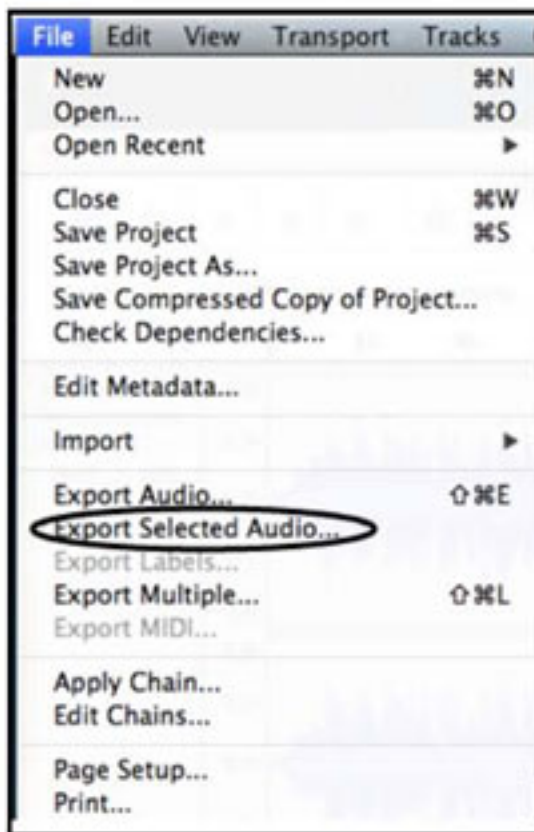 File Edit View Transport Tracks
New ⌘N
Open... ⌘O
Open Recent ▶
Close ⌘W
Save Project ⌘S
Save Project As...
Save Compressed Copy of Project...
Check Dependencies...
Edit Metadata...
Import ▶
Export Audio... ⇧⌘E
Export Selected Audio...
Export Labels...
Export Multiple... ⇧⌘L
Export MIDI...
Apply Chain...
Edit Chains...
Page Setup...
Print...